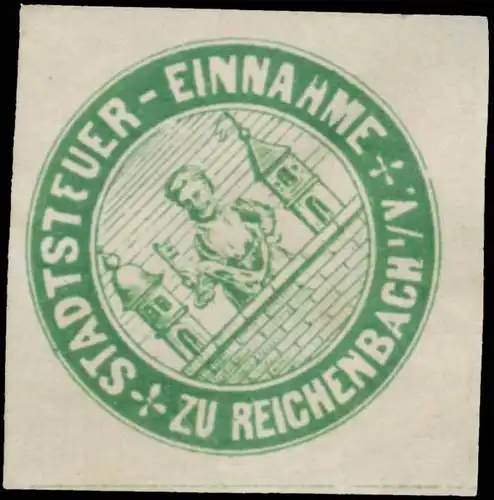 STADTSTEUER-EINNAHME
ZU REICHENBACH i/V.